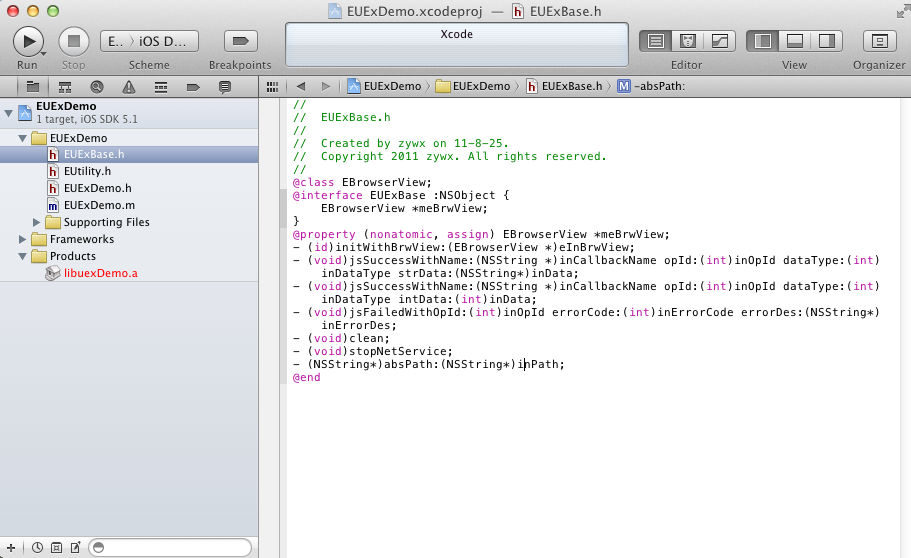 EUExDemo.xcodeproj — EUExBase.h
E.. 〉 iOS D...
Xcode
Run
Stop
Scheme
Breakpoints
Editor
View
Organizer
EUExDemo 〉 EUExDemo 〉 h EUExBase.h 〉 M -absPath:
EUExDemo
1 target, iOS SDK 5.1
EUExDemo
h EUExBase.h
h EUtility.h
h EUExDemo.h
m EUExDemo.m
Supporting Files
Frameworks
Products
libuexDemo.a
//
//  EUExBase.h
//
//  Created by zywx on 11-8-25.
//  Copyright 2011 zywx. All rights reserved.
//
@class EBrowserView;
@interface EUExBase :NSObject {
    EBrowserView *meBrwView;
}
@property (nonatomic, assign) EBrowserView *meBrwView;
- (id)initWithBrwView:(EBrowserView *)eInBrwView;
- (void)jsSuccessWithName:(NSString *)inCallbackName opId:(int)inOpId dataType:(int)
    inDataType strData:(NSString*)inData;
- (void)jsSuccessWithName:(NSString *)inCallbackName opId:(int)inOpId dataType:(int)
    inDataType intData:(int)inData;
- (void)jsFailedWithOpId:(int)inOpId errorCode:(int)inErrorCode errorDes:(NSString*)
    inErrorDes;
- (void)clean;
- (void)stopNetService;
- (NSString*)absPath:(NSString*)inPath;
@end